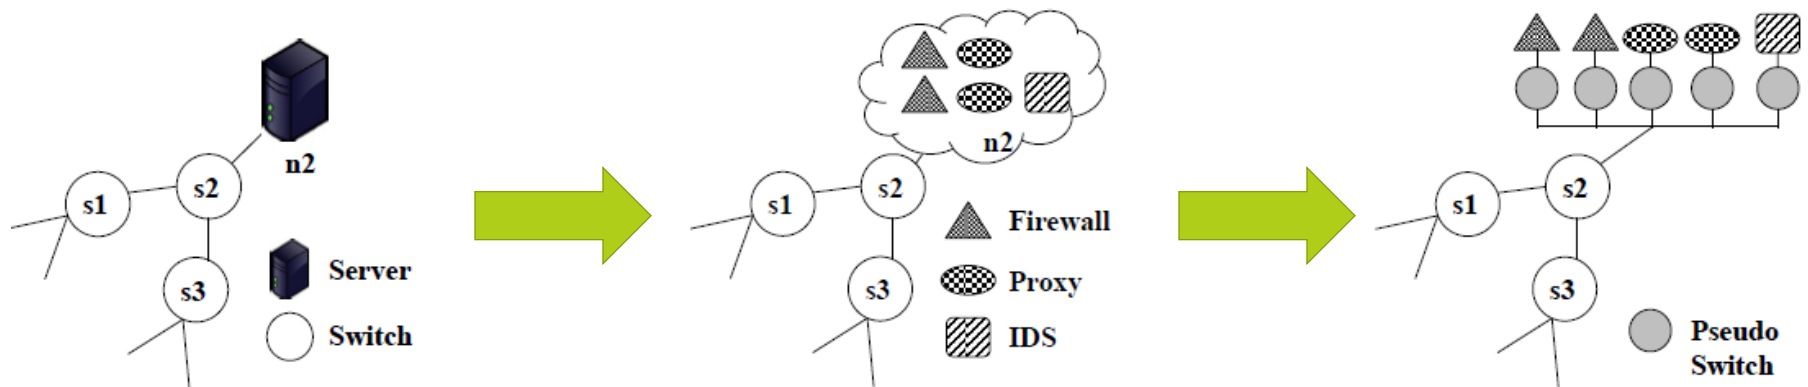 n2
s1
s2
s3
Server
Switch
n2
s1
s2
s3
Firewall
Proxy
IDS
s1
s2
s3
Pseudo
Switch